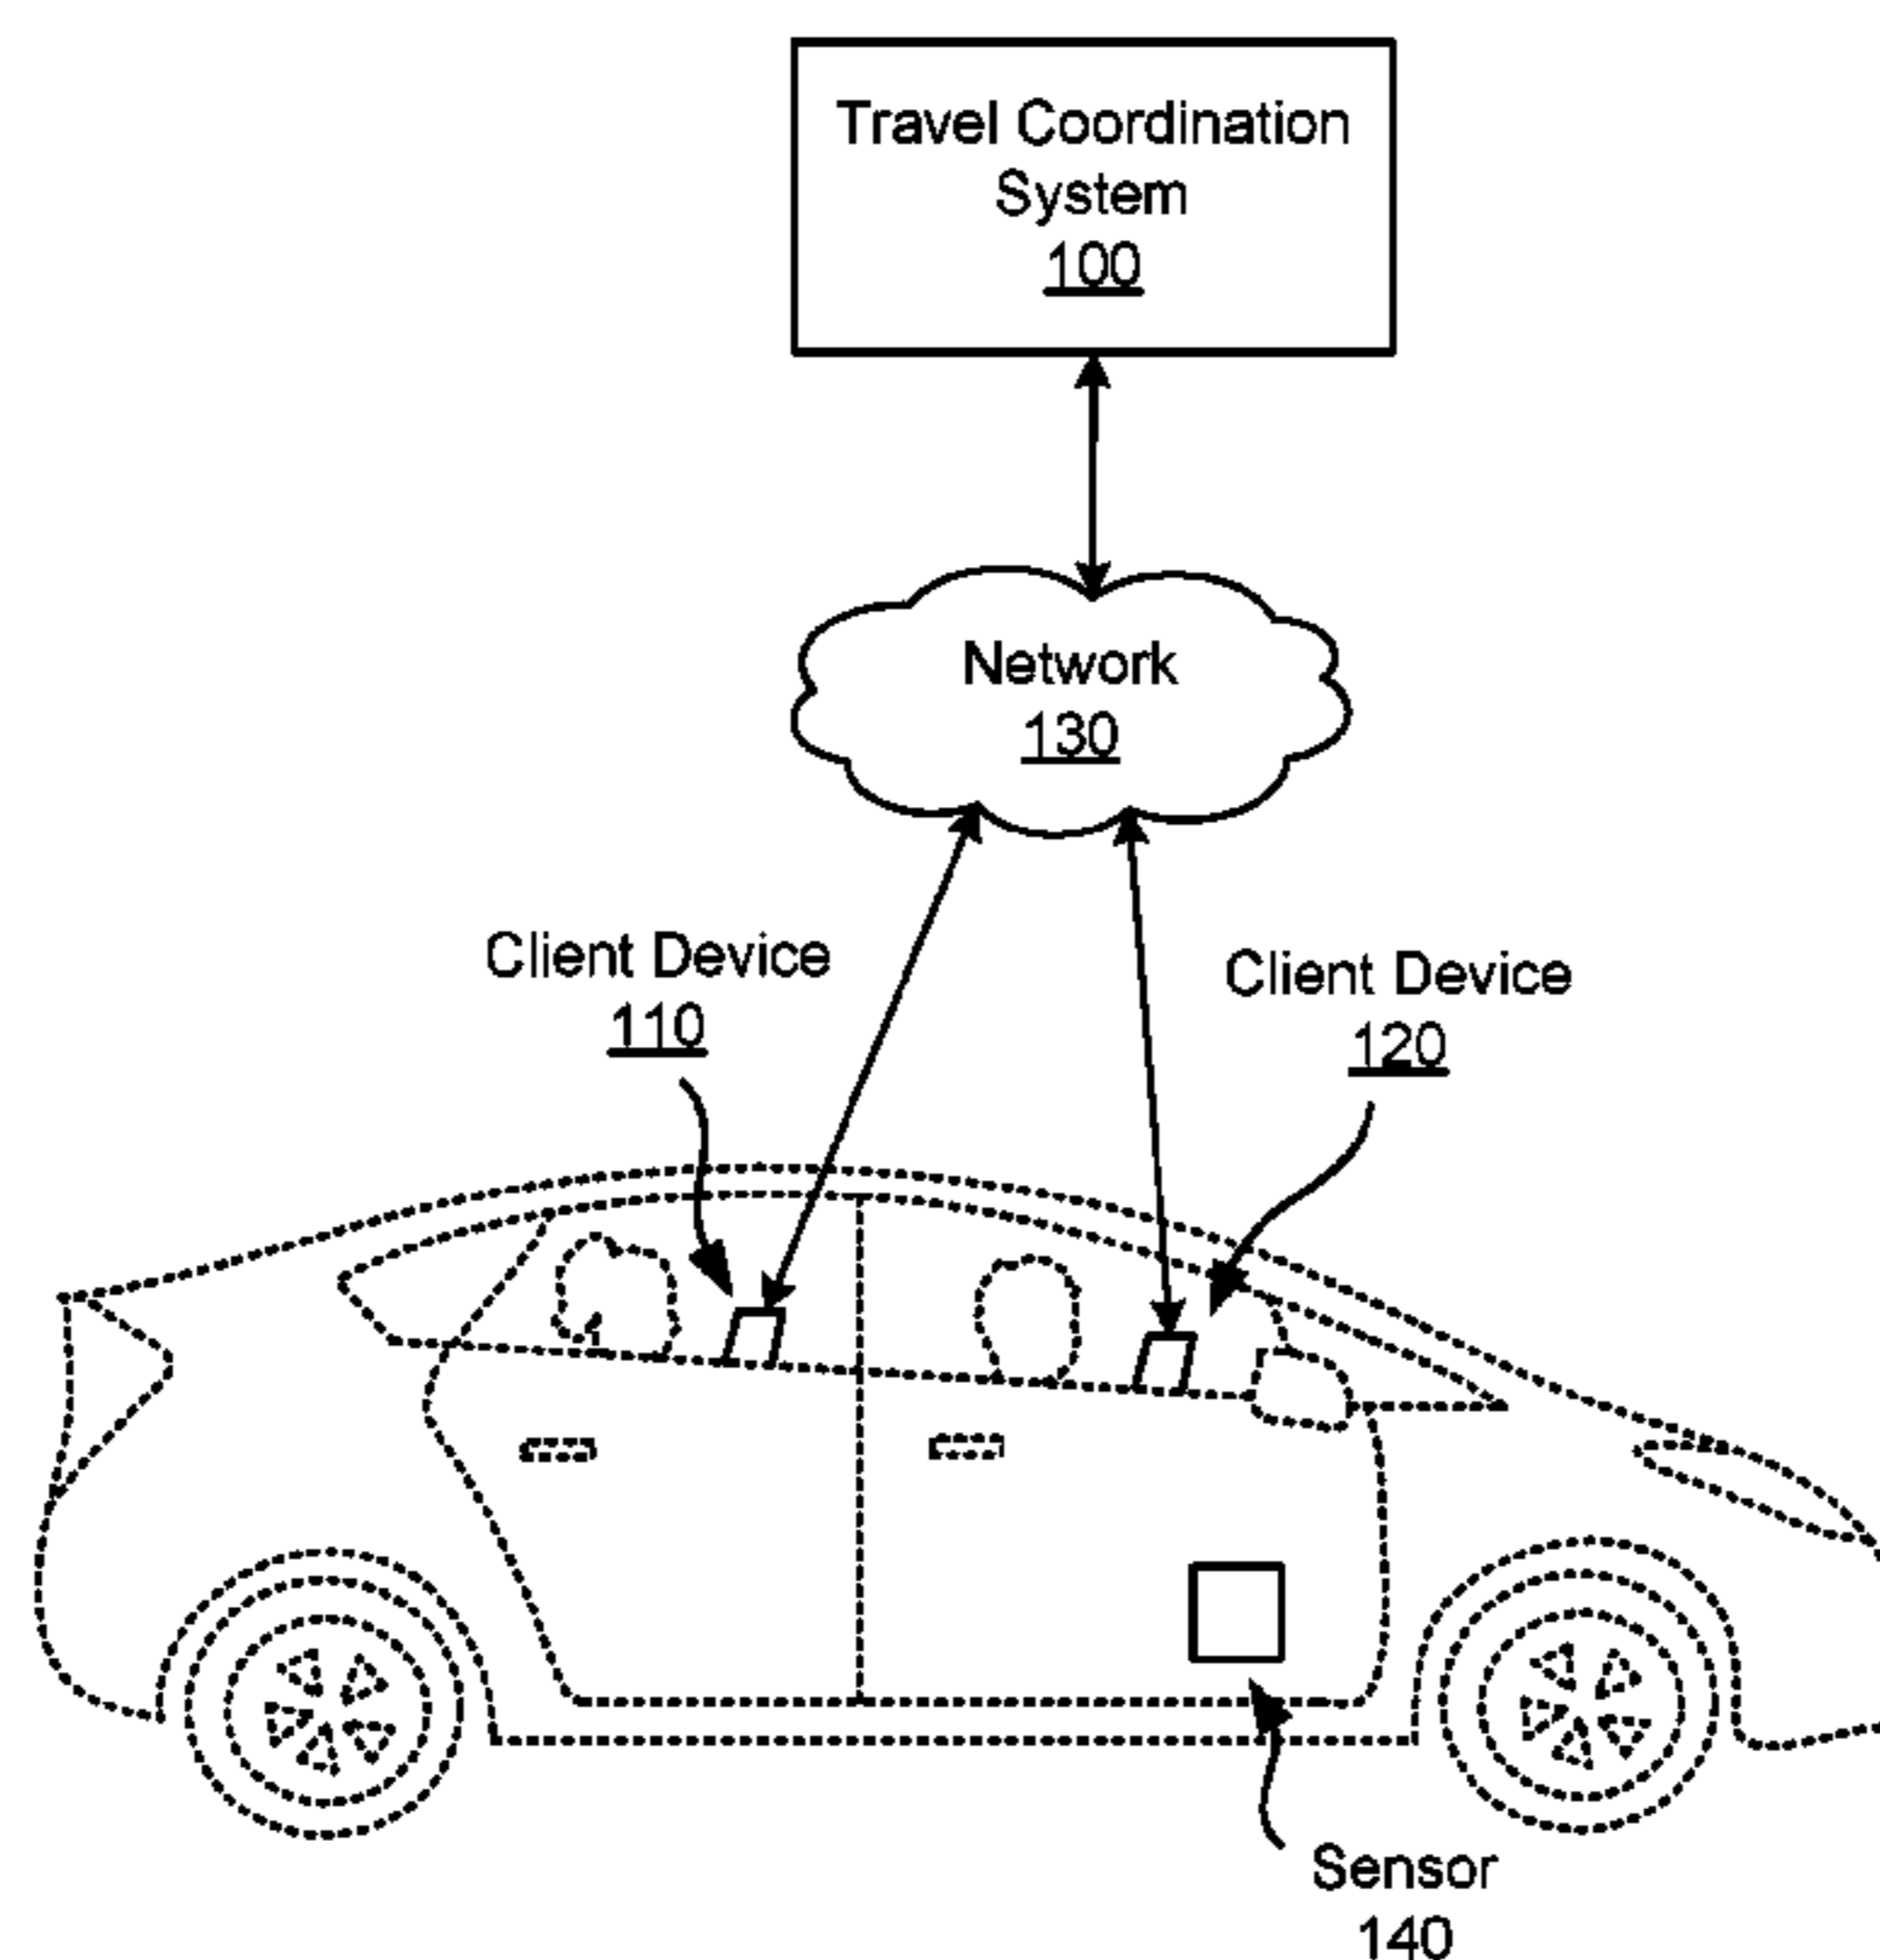 Travel Coordination
System
100
Network
130
Client Device
110
Client Device
120
Sensor
140